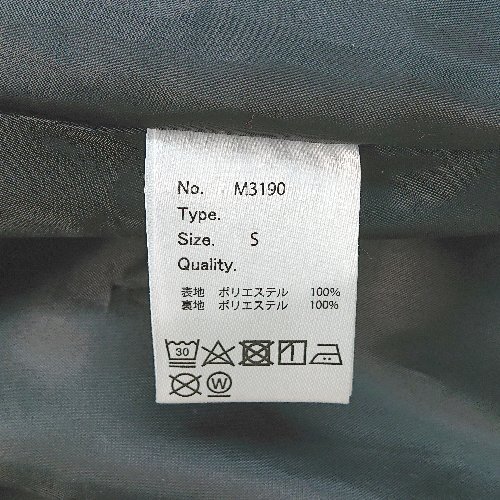 No. M3190
Type.
Size. S
Quality.
表地 ポリエステル 100%
裏地 ポリエステル 100%
30
W